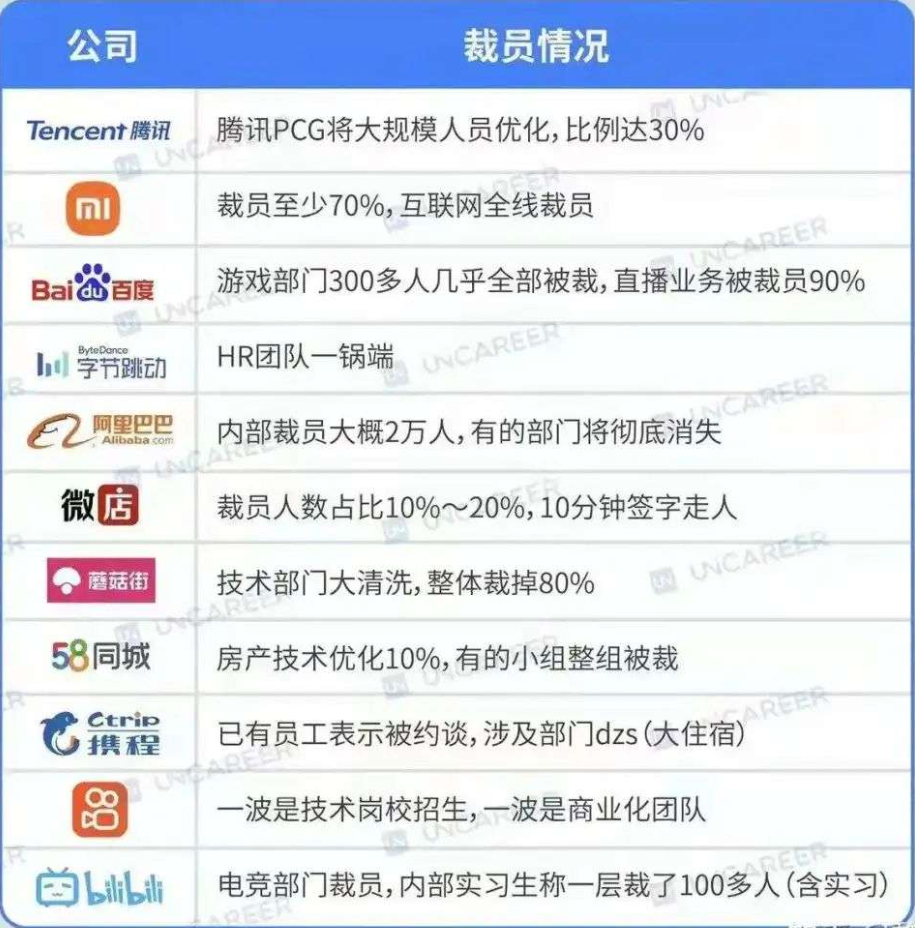 公司 裁员情况
Tencent腾讯 腾讯PCG将大规模人员优化,比例达30%
mi 裁员至少70%,互联网全线裁员
Bai du 百度 游戏部门300多人几乎全部被裁,直播业务被裁员90%
ByteDance
字节跳动 HR团队一锅端
阿里巴巴
Alibaba.com 内部裁员大概2万人,有的部门将彻底消失
微店 裁员人数占比10%～20%,10分钟签字走人
蘑菇街 技术部门大清洗,整体裁掉80%
58同城 房产技术优化10%,有的小组整组被裁
Ctrip
携程 已有员工表示被约谈,涉及部门dzs(大住宿)
一波是技术岗校招生,一波是商业化团队
bilibili 电竞部门裁员,内部实习生称一层裁了100多人(含实习)
UNCAREER